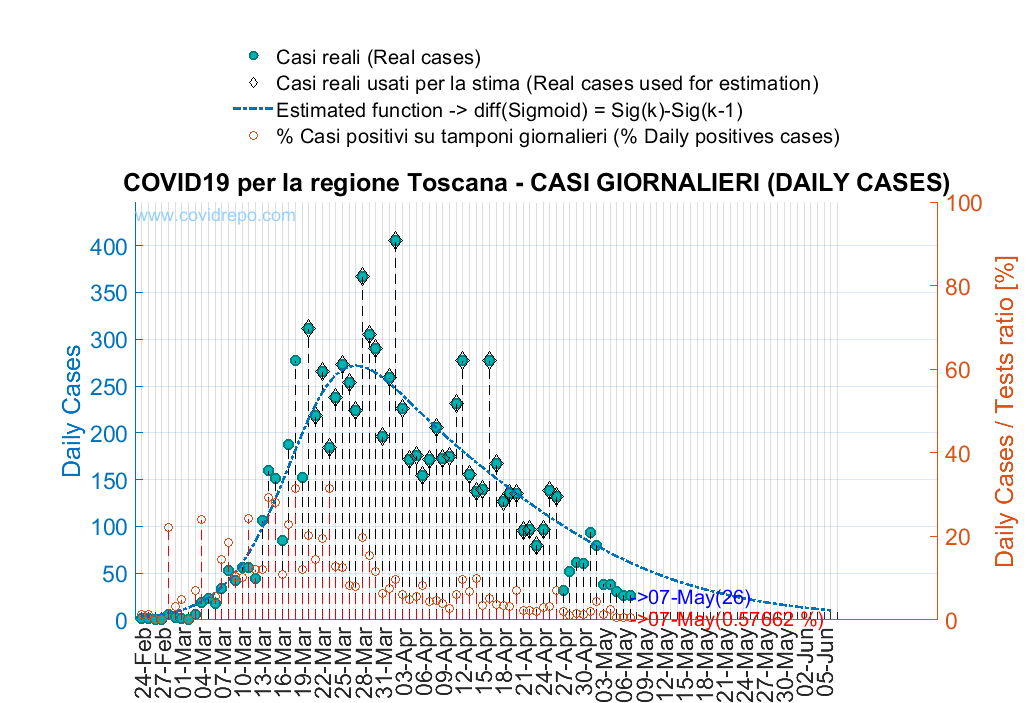 Casi reali (Real cases)
Casi reali usati per la stima (Real cases used for estimation)
Estimated function -> diff(Sigmoid) = Sig(k)-Sig(k-1)
% Casi positivi su tamponi giornalieri (% Daily positives cases)
COVID19 per la regione Toscana - CASI GIORNALIERI (DAILY CASES)
www.covidrepo.com
Daily Cases
400
350
300
250
200
150
100
50
0
100
80
60
40
20
0
Daily Cases / Tests ratio [%]
->07-May(26)
->07-May(0.57662 %)
24-Feb
27-Feb
01-Mar
04-Mar
07-Mar
10-Mar
13-Mar
16-Mar
19-Mar
22-Mar
25-Mar
28-Mar
31-Mar
03-Apr
06-Apr
09-Apr
12-Apr
15-Apr
18-Apr
21-Apr
24-Apr
27-Apr
30-Apr
03-May
06-May
09-May
12-May
15-May
18-May
21-May
24-May
27-May
30-May
02-Jun
05-Jun